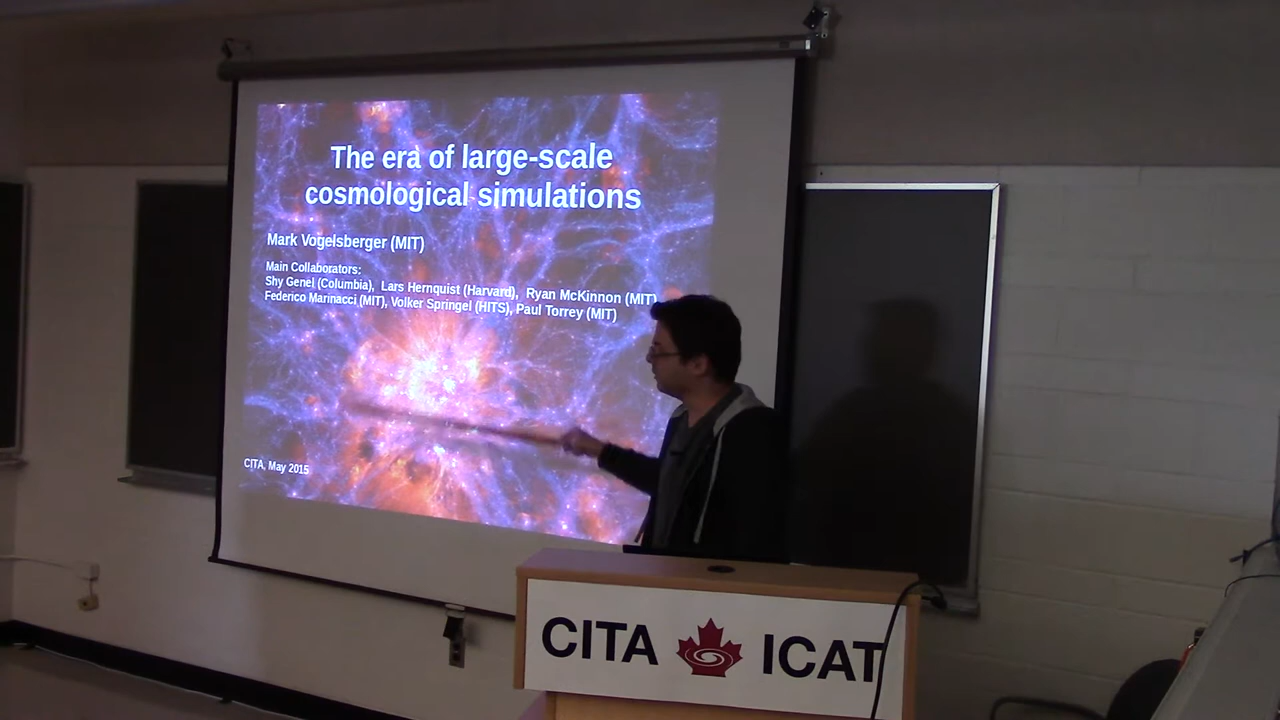 The era of large-scale
cosmological simulations
Mark Vogelsberger (MIT)
Main Collaborators:
Shy Genel (Columbia), Lars Hernquist (Harvard), Ryan McKinnon (MIT),
Federico Marinacci (MIT), Volker Springel (HITS), Paul Torrey (MIT)
CITA, May 2015
CITA ICAT